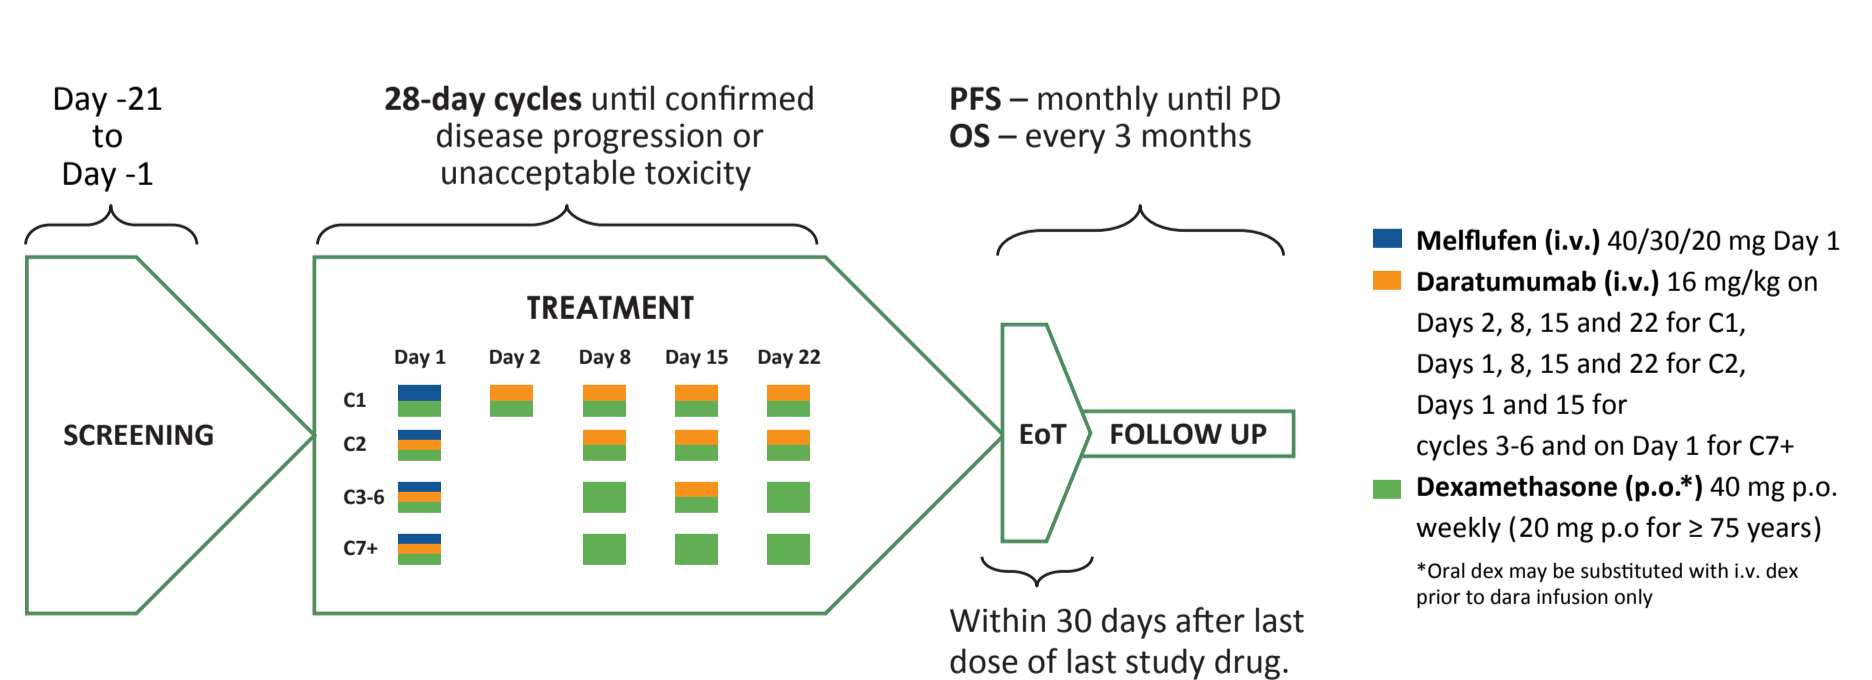 Day -21
to
Day -1
28-day cycles until confirmed
disease progression or
unacceptable toxicity
PFS – monthly until PD
OS – every 3 months
SCREENING
TREATMENT
Day 1 Day 2 Day 8 Day 15 Day 22
C1
C2
C3-6
C7+
EoT
FOLLOW UP
Within 30 days after last
dose of last study drug.
Melflufen (i.v.) 40/30/20 mg Day 1
Daratumumab (i.v.) 16 mg/kg on
Days 2, 8, 15 and 22 for C1,
Days 1, 8, 15 and 22 for C2,
Days 1 and 15 for
cycles 3-6 and on Day 1 for C7+
Dexamethasone (p.o.*) 40 mg p.o.
weekly (20 mg p.o for ≥ 75 years)
*Oral dex may be substituted with i.v. dex
prior to dara infusion only